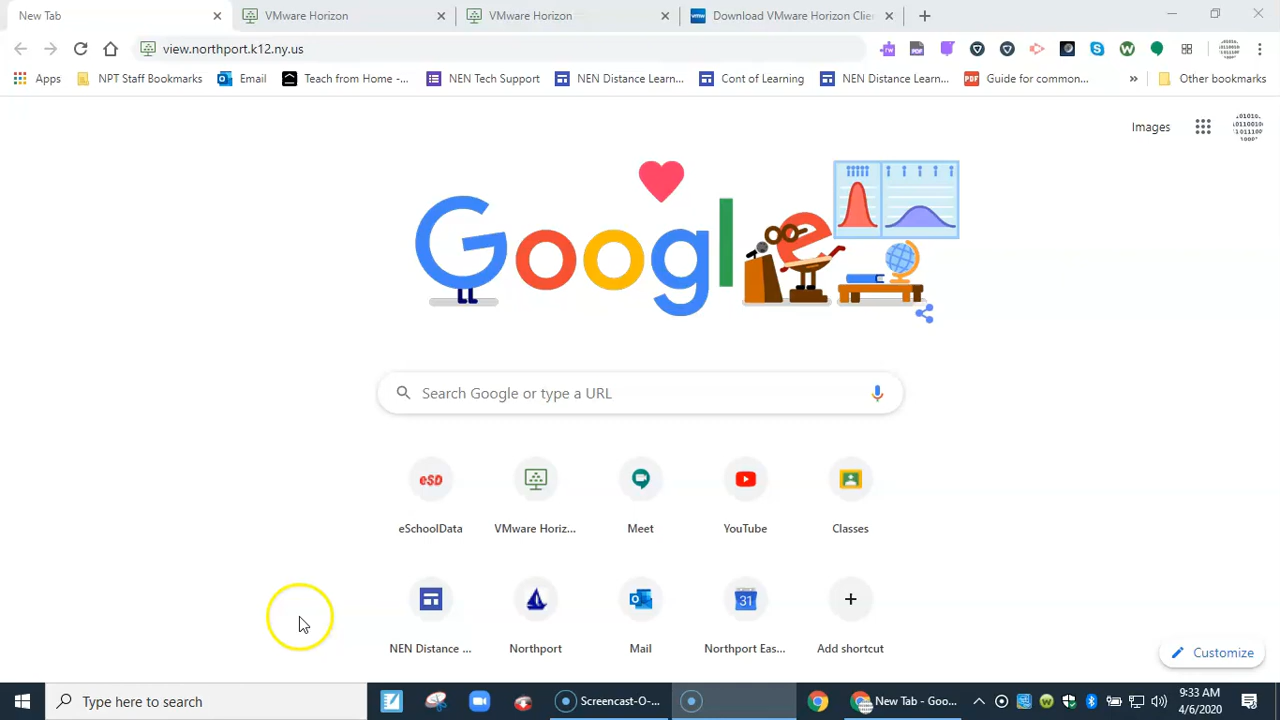 New Tab
VMware Horizon
VMware Horizon
vmw
Download VMware Horizon Clie
view.northport.k12.ny.us
Apps
NPT Staff Bookmarks
Email
Teach from Home -...
NEN Tech Support
NEN Distance Learn...
Cont of Learning
NEN Distance Learn...
PDF
Guide for common...
»
Other bookmarks
Images
Google
Search Google or type a URL
eSD
eSchoolData
VMware Horiz...
Meet
YouTube
Classes
NEN Distance ...
Northport
Mail
31
Northport Eas...
Add shortcut
Customize
Type here to search
Screencast-O-...
New Tab - Goo...
9:33 AM
4/6/2020